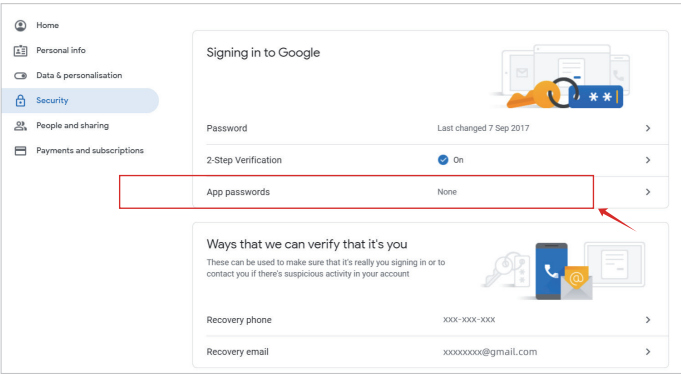 Home
Personal info
Data & personalisation
Security
People and sharing
Payments and subscriptions
Signing in to Google
**
Password Last changed 7 Sep 2017
2-Step Verification On
App passwords None
Ways that we can verify that it's you
These can be used to make sure that it's really you signing in or to
contact you if there's suspicious activity in your account
@
Recovery phone xxx-xxx-xxx
Recovery email xxxxxxxx@gmail.com